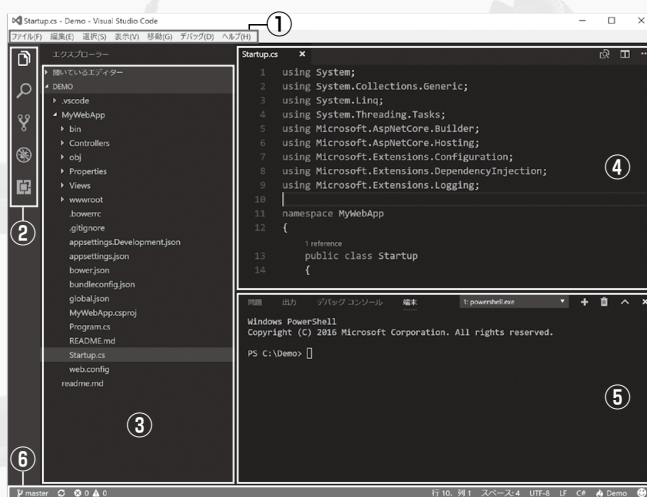 Startup.cs - Demo - Visual Studio Code
①
ファイル(F) 編集(E) 選択(S) 表示(V) 移動(G) デバッグ(D) ヘルプ(H)
エクスプローラー
開いているエディター
DEMO
.vscode
MyWebApp
bin
Controllers
obj
Properties
Views
wwwroot
.bowerrc
.gitignore
appsettings.Development.json
appsettings.json
bower.json
bundleconfig.json
global.json
MyWebApp.csproj
Program.cs
README.md
Startup.cs
web.config
readme.md
②
③
Startup.cs ×
1 using System;
2 using System.Collections.Generic;
3 using System.Linq;
4 using System.Threading.Tasks;
5 using Microsoft.AspNetCore.Builder;
6 using Microsoft.AspNetCore.Hosting;
7 using Microsoft.Extensions.Configuration;
8 using Microsoft.Extensions.DependencyInjection;
9 using Microsoft.Extensions.Logging;
10
11 namespace MyWebApp
12 {
1 reference
13 public class Startup
14 {
④
問題 出力 デバッグ コンソール 端末 1: powershell.exe
Windows PowerShell
Copyright (C) 2016 Microsoft Corporation. All rights reserved.
PS C:\Demo>
⑤
⑥
master 0 0 行 10、列 1 スペース: 4 UTF-8 LF C# Demo